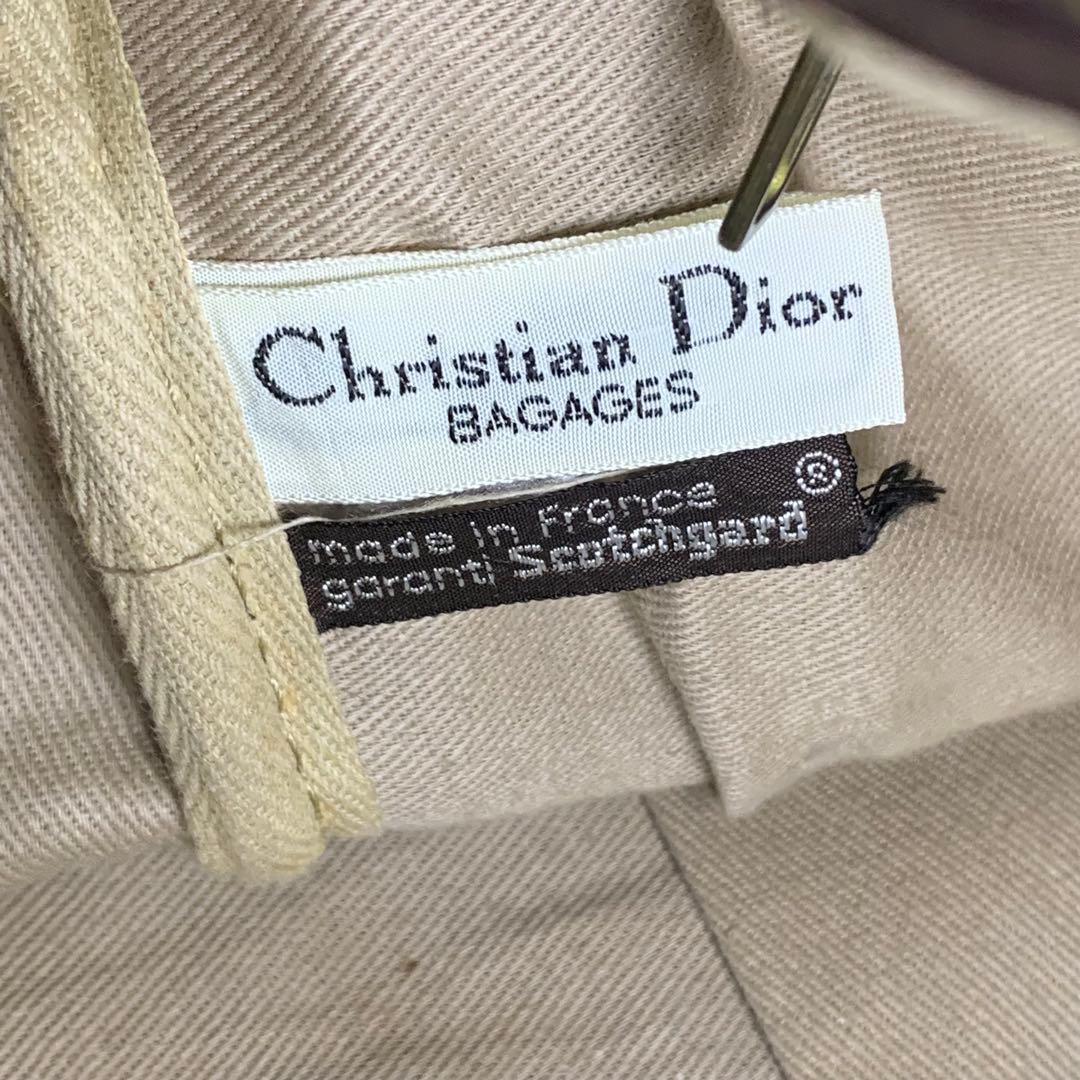 Christian Dior
BAGAGES
made in France ®
garanti Scotchgard